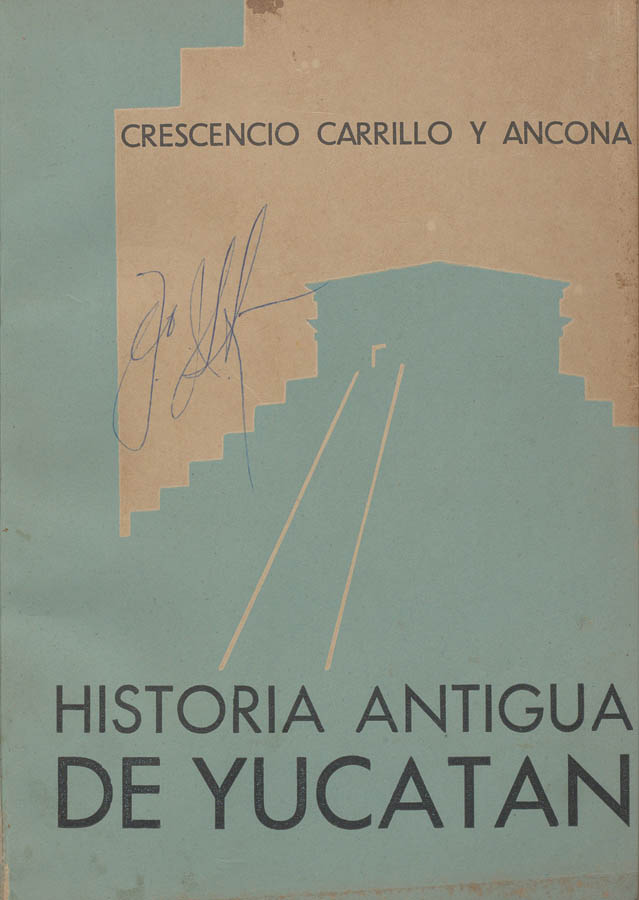 CRESCENCIO CARRILLO Y ANCONA
HISTORIA ANTIGUA
DE YUCATAN